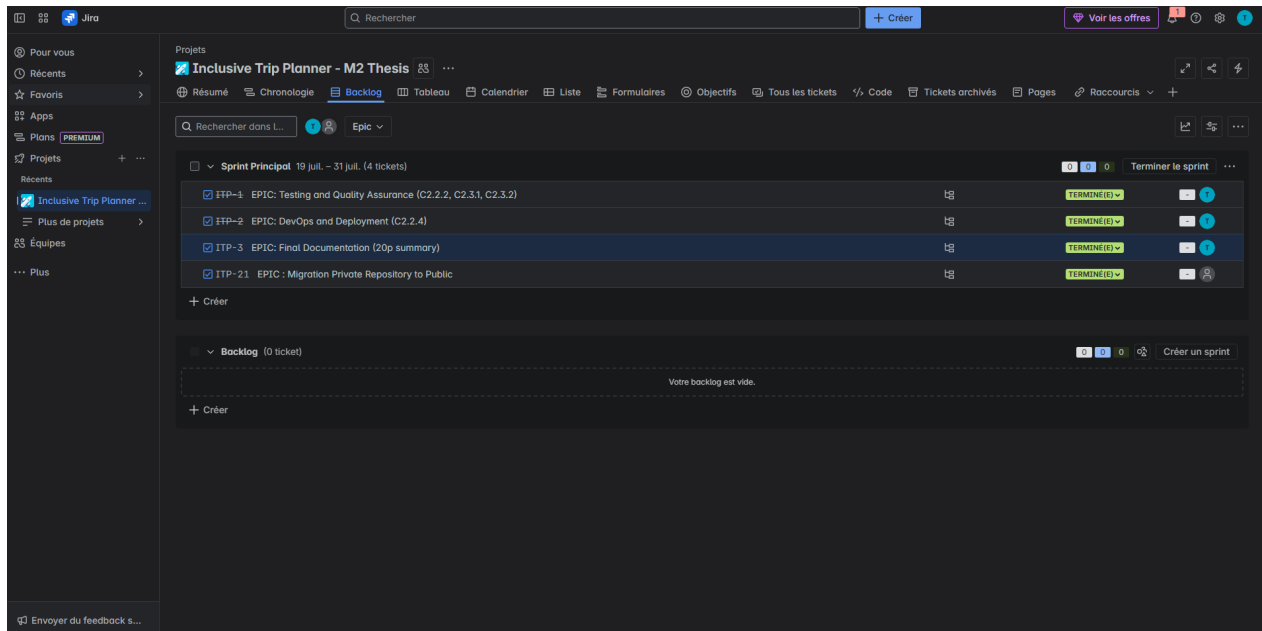 Jira
Rechercher
+ Créer
Voir les offres
1
?
T
Pour vous
Récents
Favoris
Apps
Plans PREMIUM
Projets
Récents
Inclusive Trip Planner ...
Plus de projets
Équipes
Plus
Envoyer du feedback s...
Projets
Inclusive Trip Planner - M2 Thesis
Résumé Chronologie Backlog Tableau Calendrier Liste Formulaires Objectifs Tous les tickets Code Tickets archivés Pages Raccourcis
Rechercher dans l... T Epic
Sprint Principal 19 juil. – 31 juil. (4 tickets) 0 0 0 Terminer le sprint
ITP-1 EPIC: Testing and Quality Assurance (C2.2.2, C2.3.1, C2.3.2) TERMINÉ(E) - T
ITP-2 EPIC: DevOps and Deployment (C2.2.4) TERMINÉ(E) - T
ITP-3 EPIC: Final Documentation (20p summary) TERMINÉ(E) - T
ITP-21 EPIC : Migration Private Repository to Public TERMINÉ(E) -
+ Créer
Backlog (0 ticket) 0 0 0 Créer un sprint
Votre backlog est vide.
+ Créer